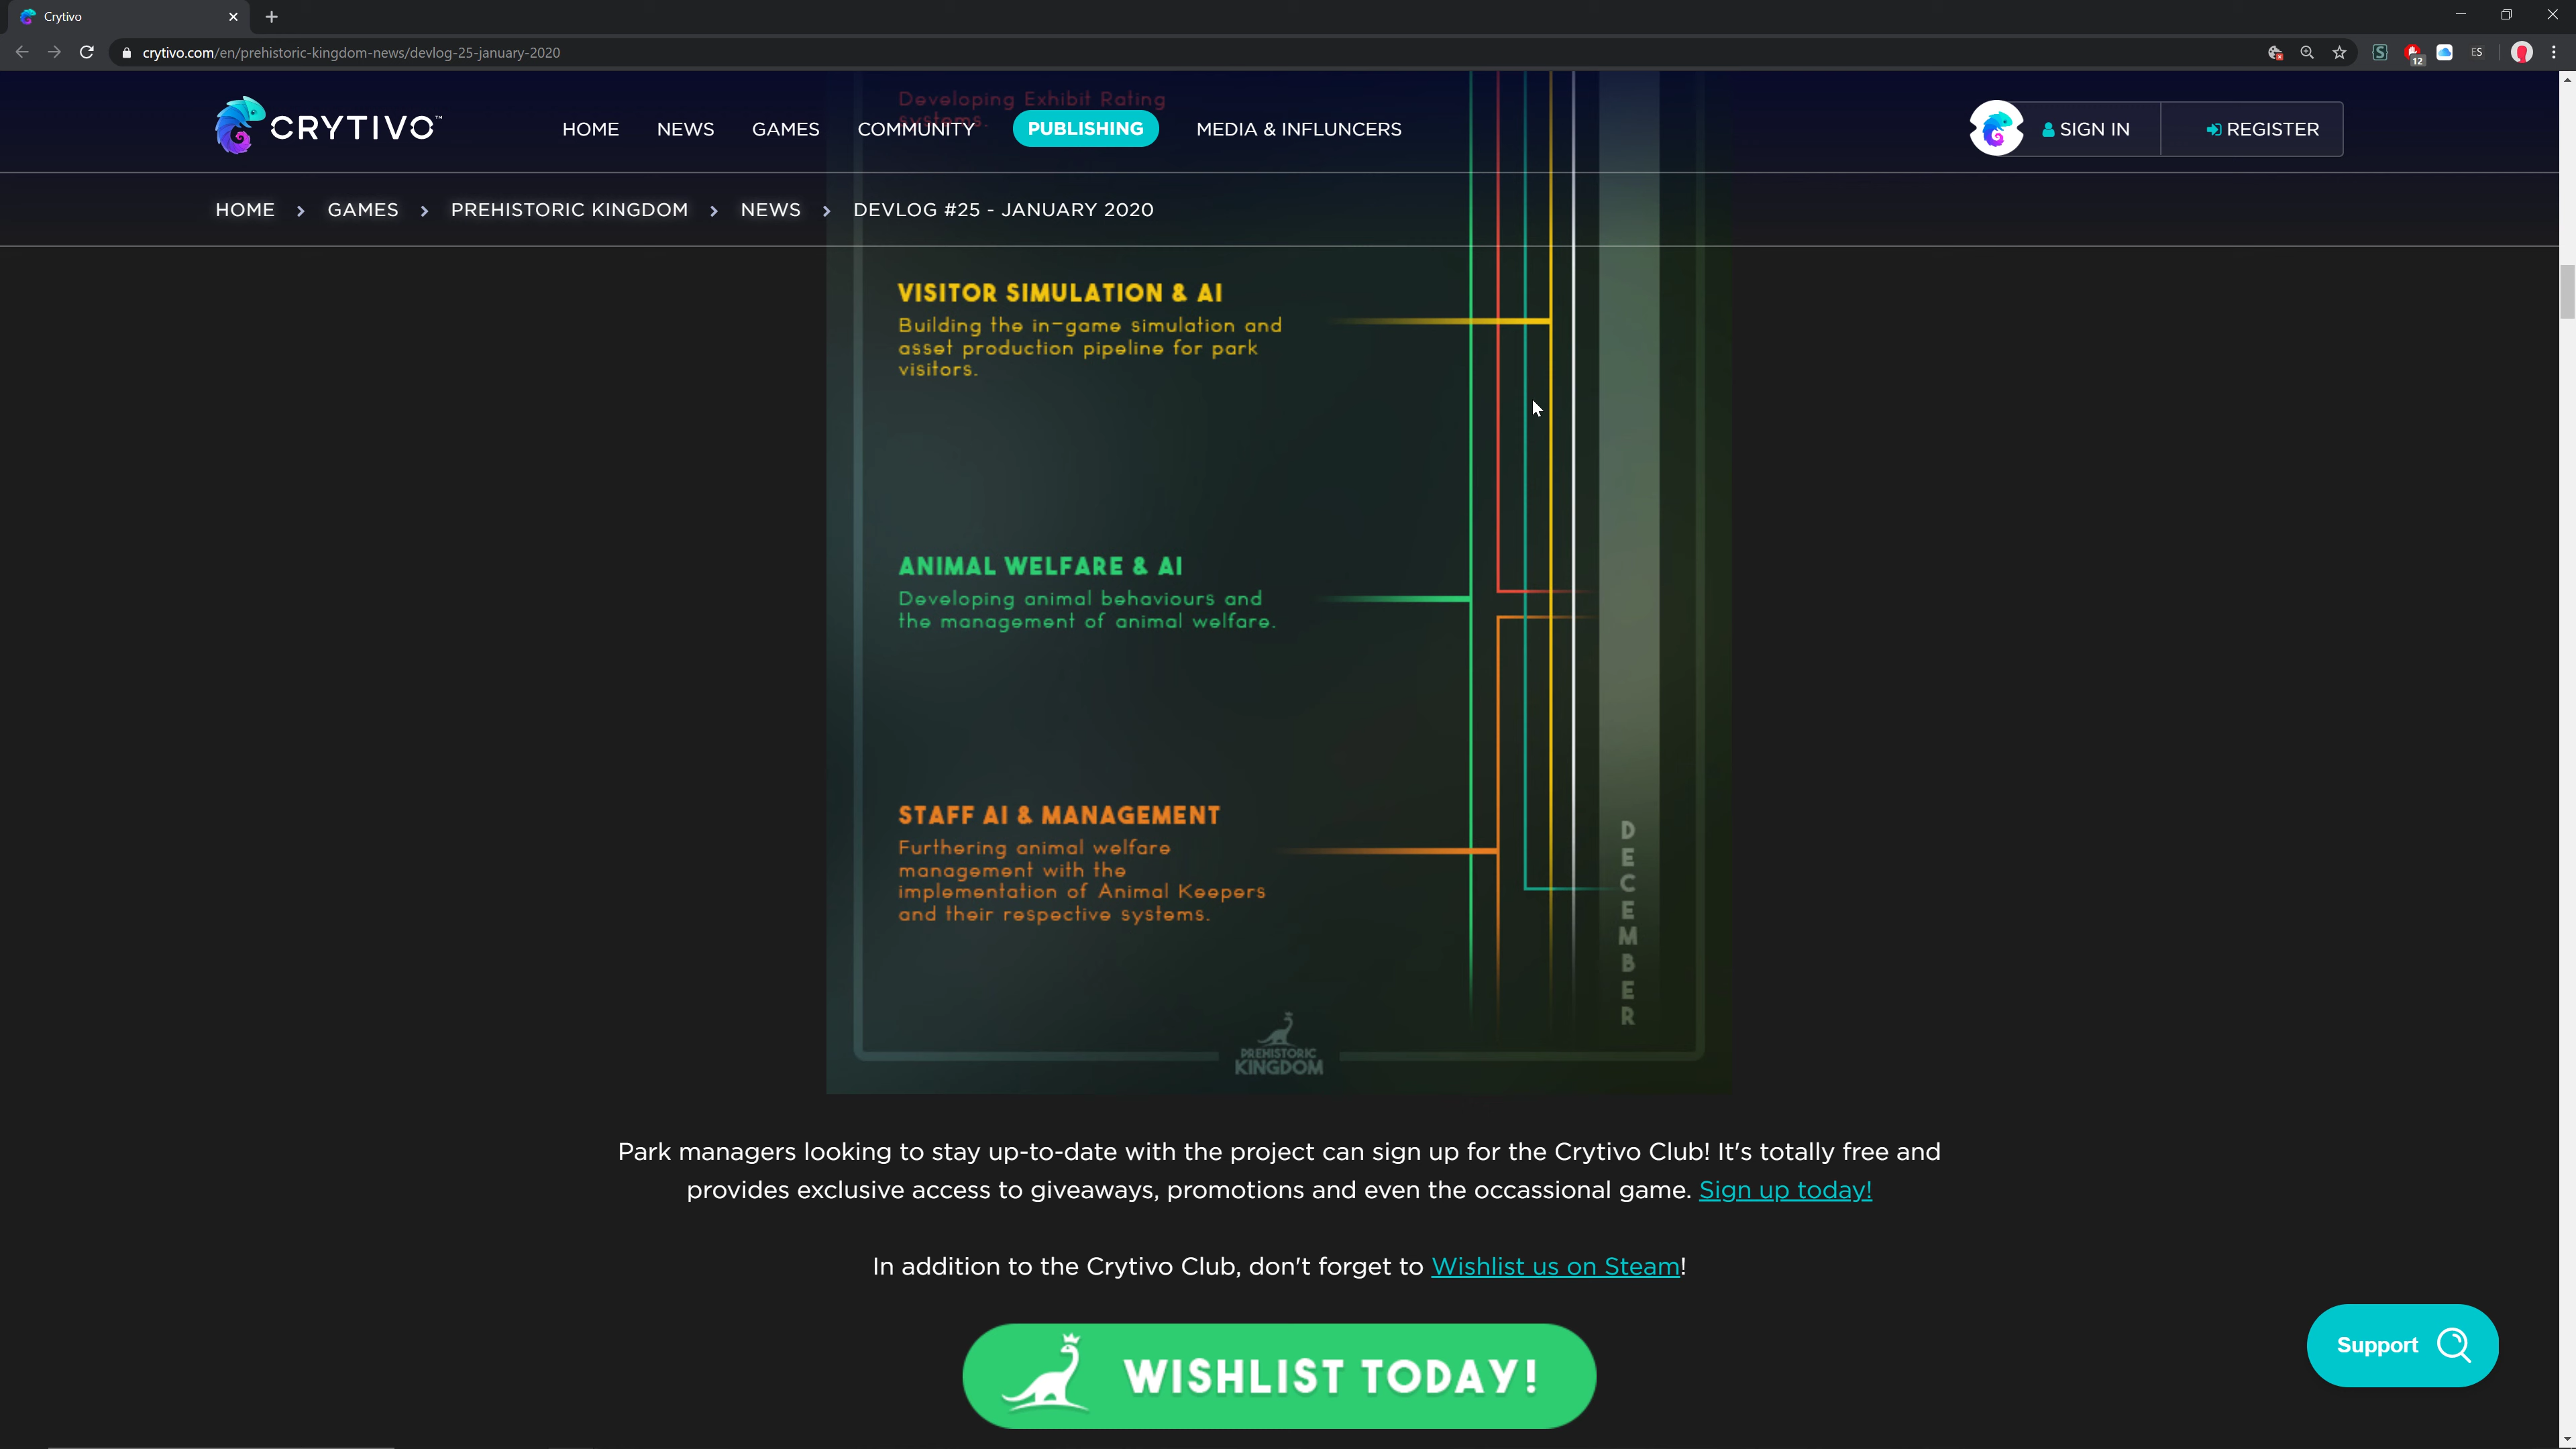 Crytivo
crytivo.com/en/prehistoric-kingdom-news/devlog-25-january-2020
12
ES
Developing Exhibit Rating
systems.
CRYTIVO™
HOME
NEWS
GAMES
COMMUNITY
PUBLISHING
MEDIA & INFLUNCERS
SIGN IN
REGISTER
HOME > GAMES > PREHISTORIC KINGDOM > NEWS > DEVLOG #25 - JANUARY 2020
VISITOR SIMULATION & AI
Building the in-game simulation and
asset production pipeline for park
visitors.
ANIMAL WELFARE & AI
Developing animal behaviours and
the management of animal welfare.
STAFF AI & MANAGEMENT
Furthering animal welfare
management with the
implementation of Animal Keepers
and their respective systems.
DECEMBER
PREHISTORIC
KINGDOM
Park managers looking to stay up-to-date with the project can sign up for the Crytivo Club! It's totally free and
provides exclusive access to giveaways, promotions and even the occassional game. Sign up today!
In addition to the Crytivo Club, don't forget to Wishlist us on Steam!
WISHLIST TODAY!
Support